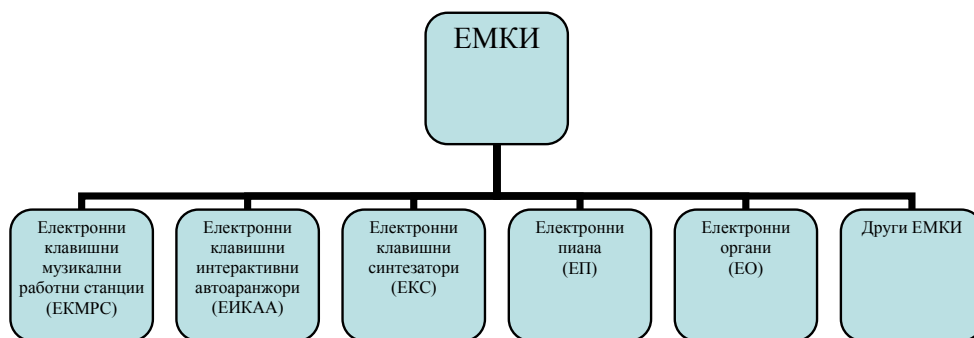 ЕМКИ
Електронни
клавишни
музикални
работни станции
(ЕКМРС)
Електронни
клавишни
интерактивни
автоаранжори
(ЕИКАА)
Електронни
клавишни
синтезатори
(ЕКС)
Електронни
пиана
(ЕП)
Електронни
органи
(ЕО)
Други ЕМКИ